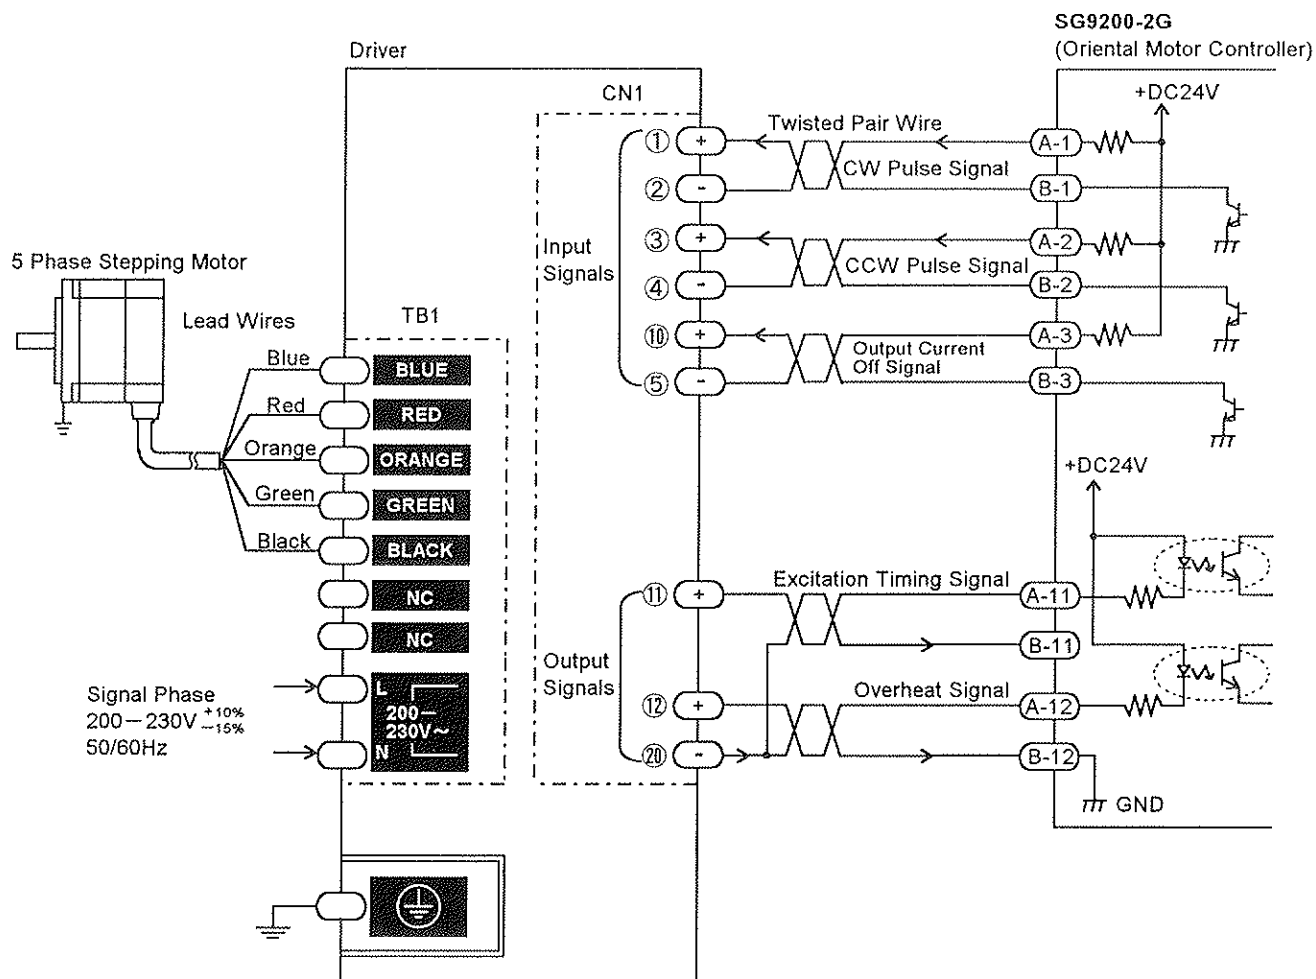 SG9200-2G
(Oriental Motor Controller)
Driver
+DC24V
CN1
Twisted Pair Wire
① + A-1
CW Pulse Signal
② - B-1
③ + A-2
Input
Signals
CCW Pulse Signal
④ - B-2
5 Phase Stepping Motor
Lead Wires
TB1
⑩ + A-3
Output Current
Off Signal
⑤ - B-3
Blue BLUE
Red RED
Orange ORANGE
Green GREEN
Black BLACK
NC
NC
+DC24V
Excitation Timing Signal
⑪ + A-11
B-11
Output
Signals
Overheat Signal
⑫ + A-12
⑳ - B-12
GND
Signal Phase
200－230V +10% ~15%
50/60Hz
L
200－
230V~
N